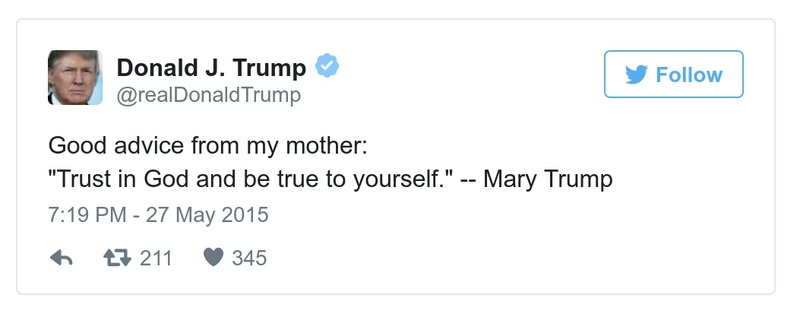 Donald J. Trump
@realDonaldTrump
Follow
Good advice from my mother:
"Trust in God and be true to yourself." -- Mary Trump
7:19 PM - 27 May 2015
211 345